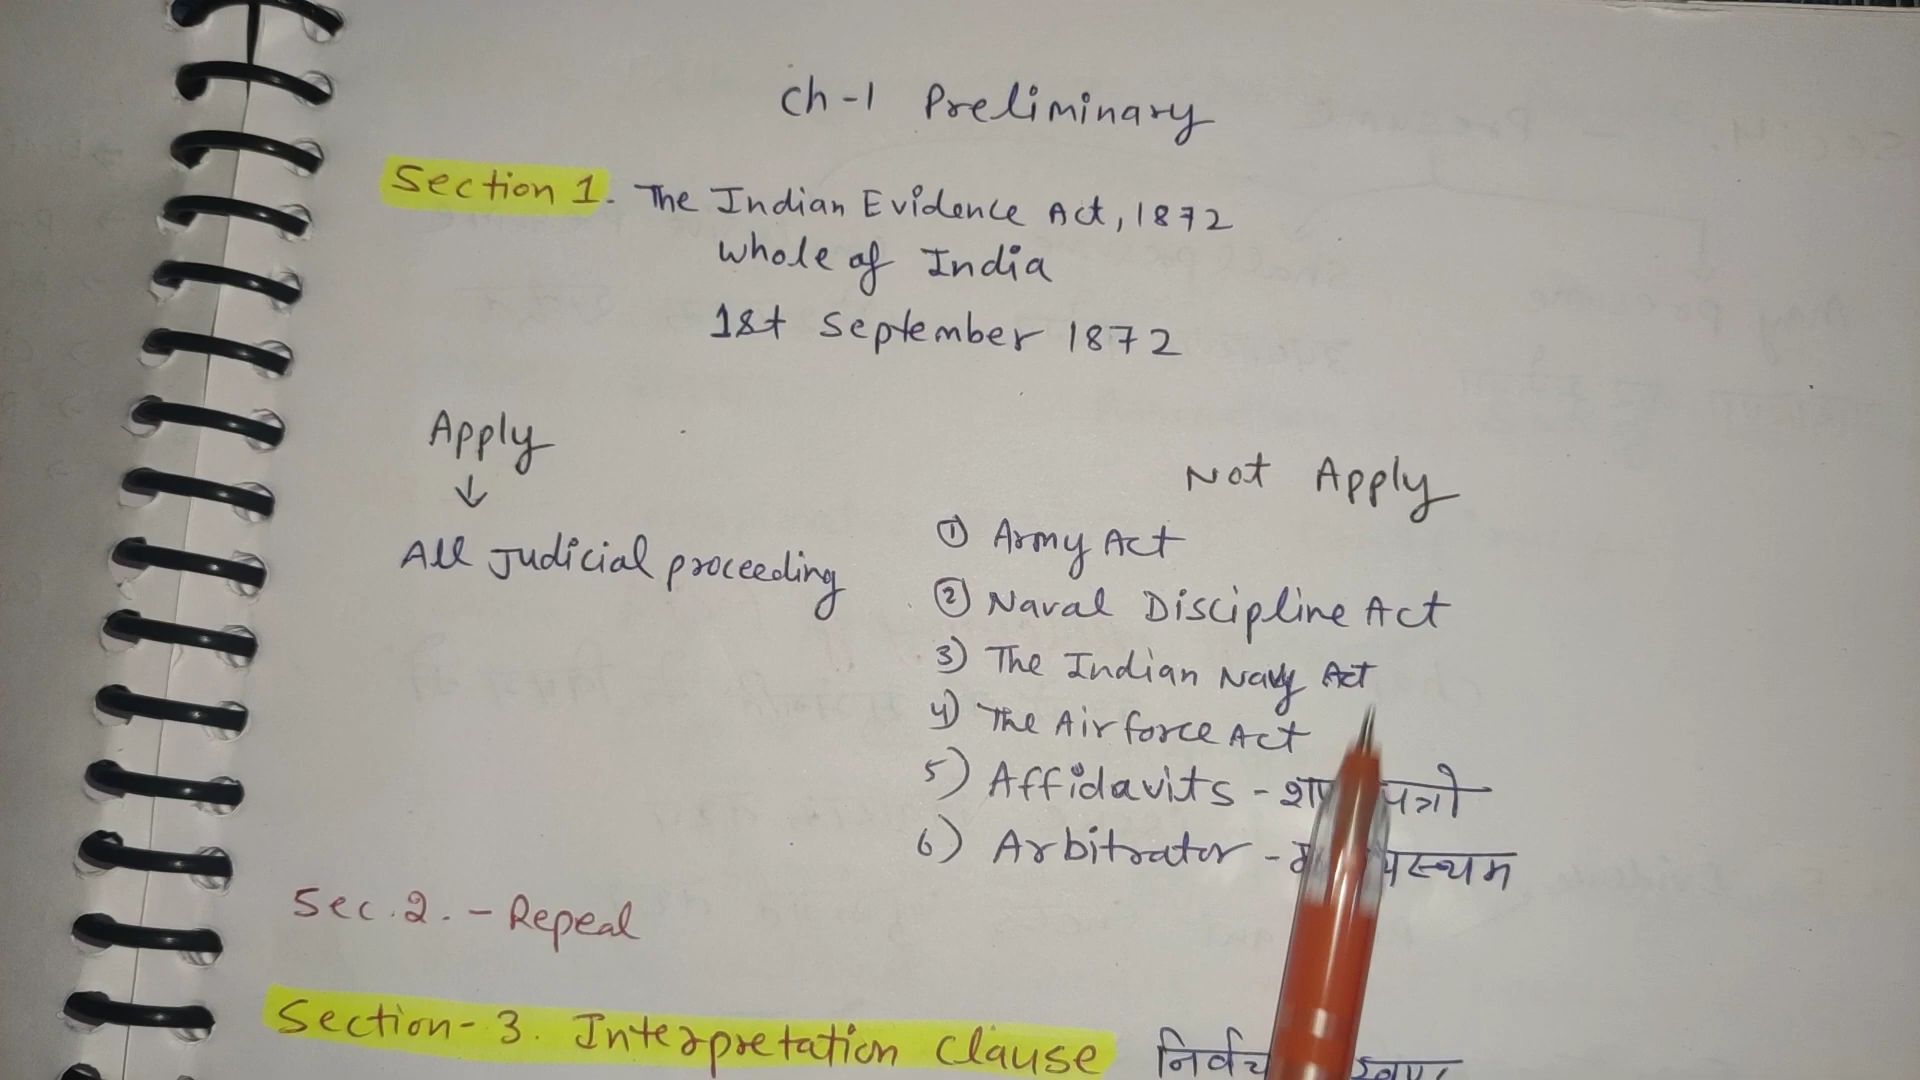 Ch-1 Preliminary
Section 1. The Indian Evidence Act, 1872
Whole of India
1st September 1872
Apply
↓
All Judicial proceeding
Not Apply
① Army Act
② Naval Discipline Act
3) The Indian Navy Act
4) The Air force Act
5) Affidavits -
6) Arbitrator -
Sec. 2. - Repeal
Section - 3. Interpretation Clause